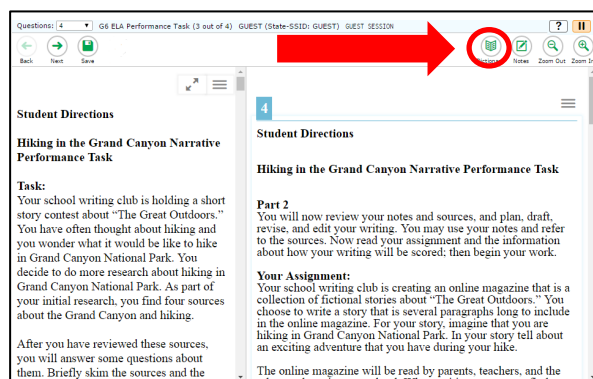 Questions: 4 G6 ELA Performance Task (3 out of 4) GUEST (State-SSID: GUEST) GUEST SESSION ?
Back Next Save Dictionary Notes Zoom Out Zoom In
Student Directions
Hiking in the Grand Canyon Narrative
Performance Task
Task:
Your school writing club is holding a short
story contest about “The Great Outdoors.”
You have often thought about hiking and
you wonder what it would be like to hike
in Grand Canyon National Park. You
decide to do more research about hiking in
Grand Canyon National Park. As part of
your initial research, you find four sources
about the Grand Canyon and hiking.
After you have reviewed these sources,
you will answer some questions about
them. Briefly skim the sources and the
4
Student Directions
Hiking in the Grand Canyon Narrative Performance Task
Part 2
You will now review your notes and sources, and plan, draft,
revise, and edit your writing. You may use your notes and refer
to the sources. Now read your assignment and the information
about how your writing will be scored; then begin your work.
Your Assignment:
Your school writing club is creating an online magazine that is a
collection of fictional stories about “The Great Outdoors.” You
choose to write a story that is several paragraphs long to include
in the online magazine. For your story, imagine that you are
hiking in Grand Canyon National Park. In your story tell about
an exciting adventure that you have during your hike.
The online magazine will be read by parents, teachers, and the